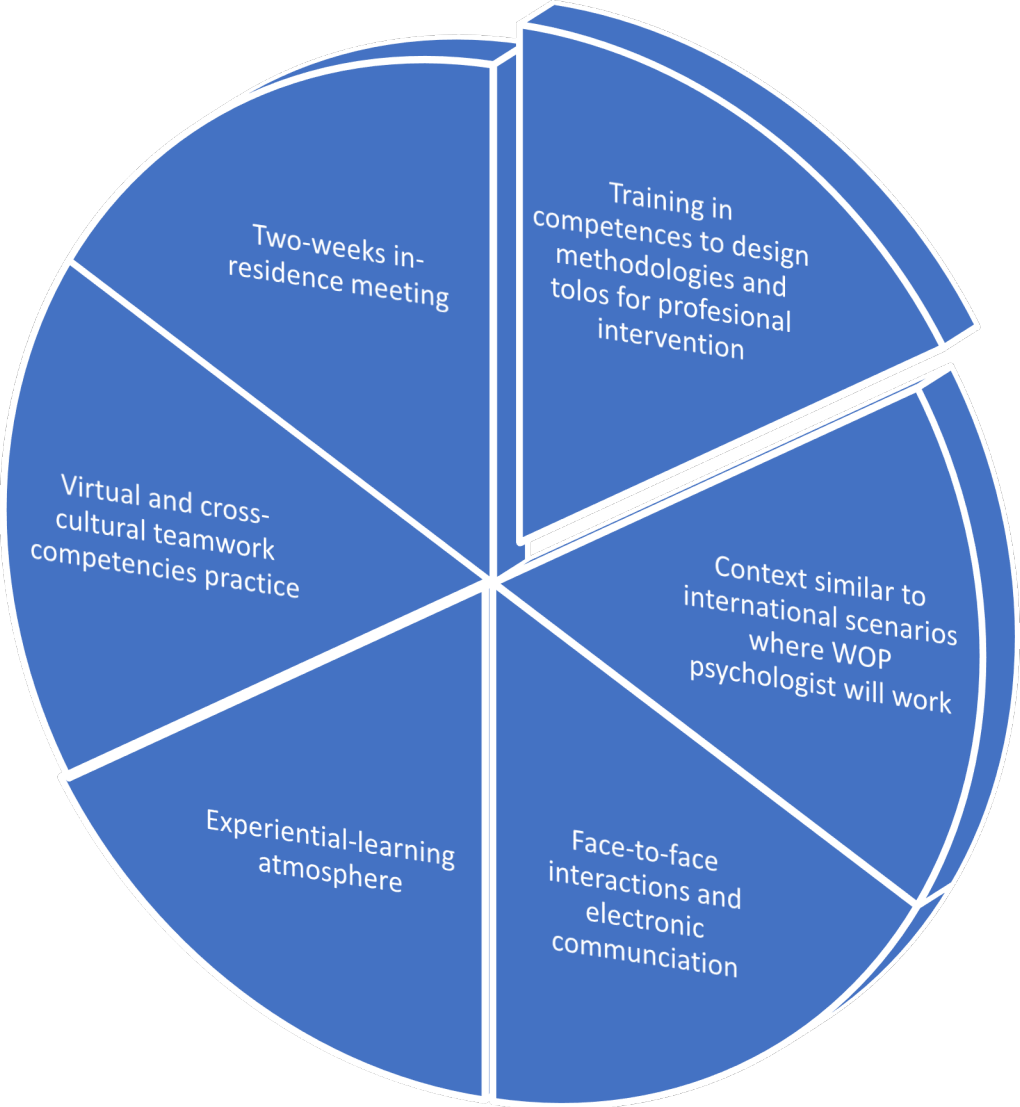 Training in
competences to design
methodologies and
tolos for profesional
intervention
Context similar to
international scenarios
where WOP
psychologist will work
Face-to-face
interactions and
electronic
communciation
Experiential-learning
atmosphere
Virtual and cross-
cultural teamwork
competencies practice
Two-weeks in-
residence meeting